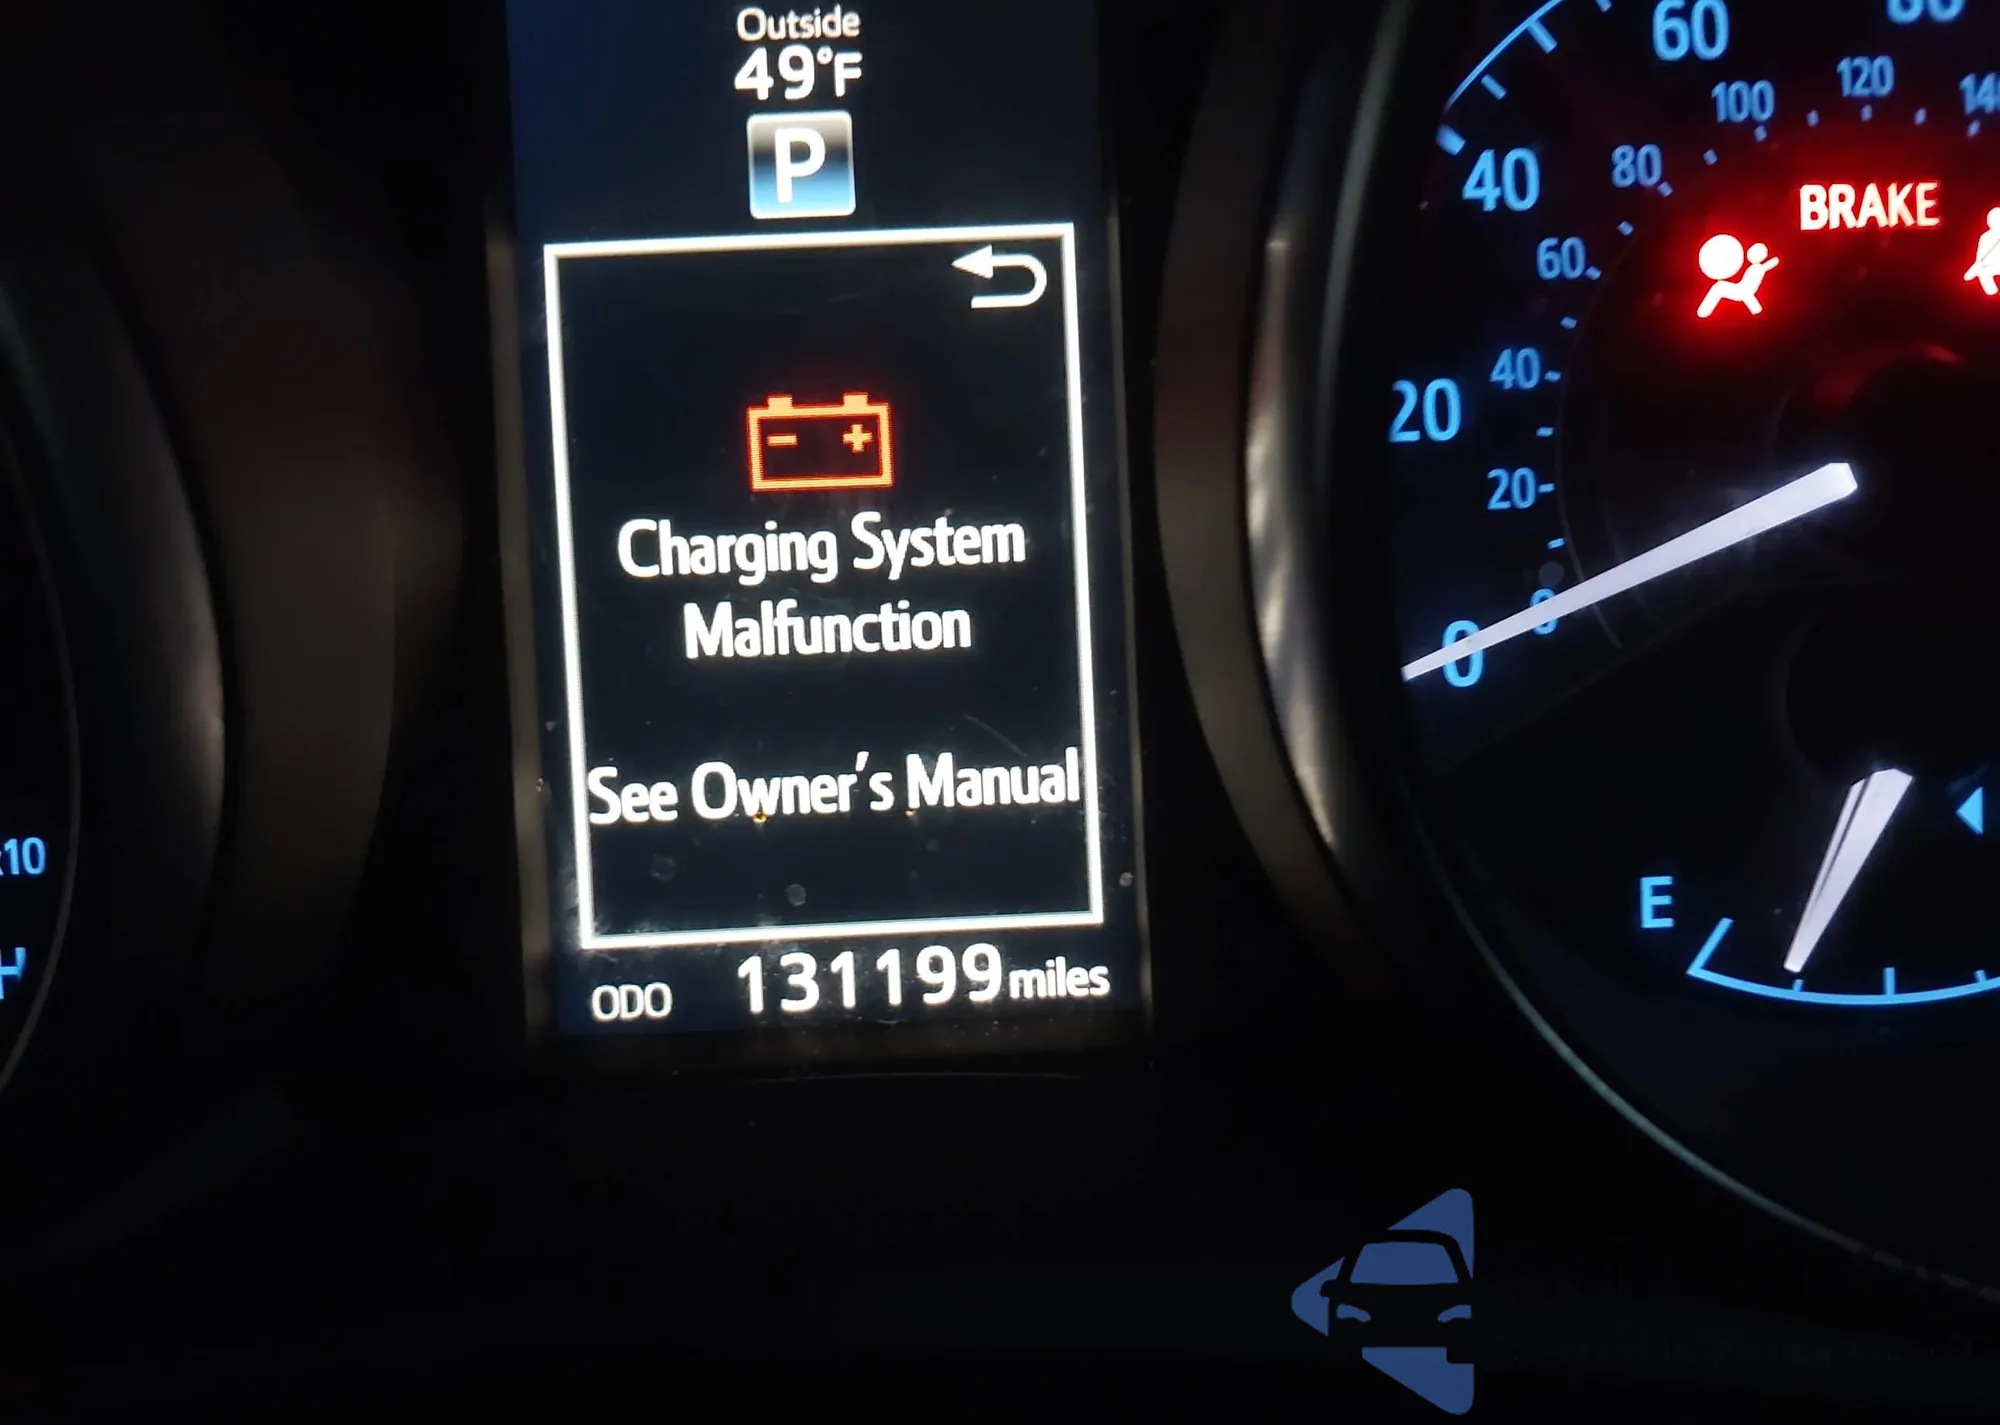 Outside
49°F
P
Charging System
Malfunction
See Owner's Manual
ODO 131199 miles
x10
60
100
120
40
80
60
BRAKE
20
40
20
0
0
E